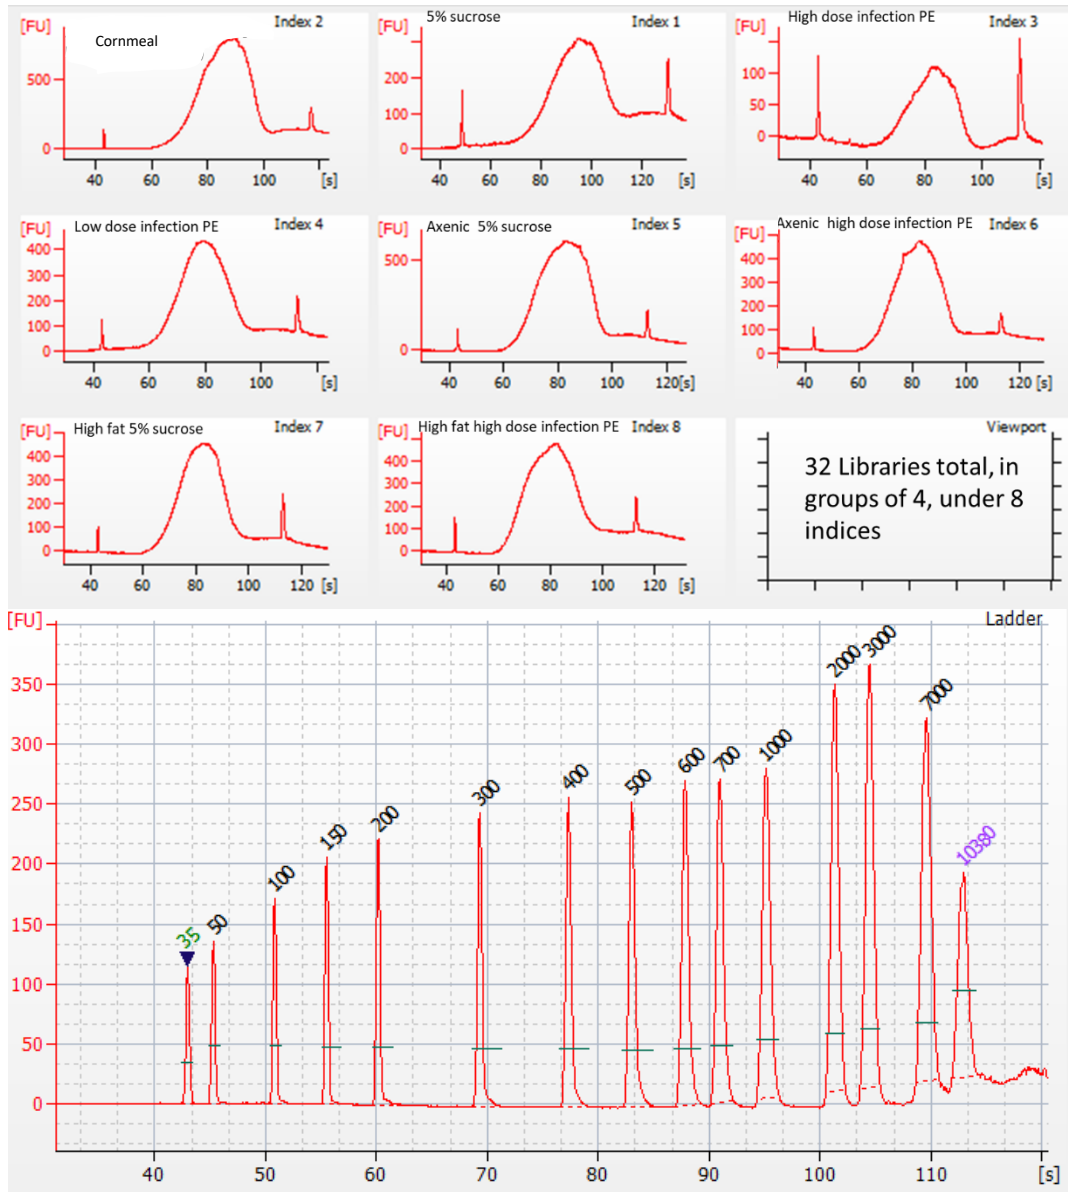 [FU]
Cornmeal
Index 2
500
0
40
60
80
100
[s]
[FU]
5% sucrose
Index 1
200
100
0
40
60
80
100
120
[s]
[FU]
High dose infection PE
Index 3
100
50
0
40
60
80
100
[s]
[FU]
Low dose infection PE
Index 4
400
300
200
100
0
40
60
80
100
[s]
[FU]
Axenic 5% sucrose
Index 5
500
0
40
60
80
100
120[s]
[FU]
Axenic high dose infection PE
Index 6
400
300
200
100
0
40
60
80
100
120 [s]
[FU]
High fat 5% sucrose
Index 7
400
300
200
100
0
40
60
80
100
120
[s]
[FU]
High fat high dose infection PE
Index 8
400
300
200
100
0
40
60
80
100
120
[s]
Viewport
32 Libraries total, in
groups of 4, under 8
indices
[FU]
Ladder
350
300
250
200
150
100
50
0
35
50
100
150
200
300
400
500
600
700
1000
2000
3000
7000
10380
40
50
60
70
80
90
100
110
[s]